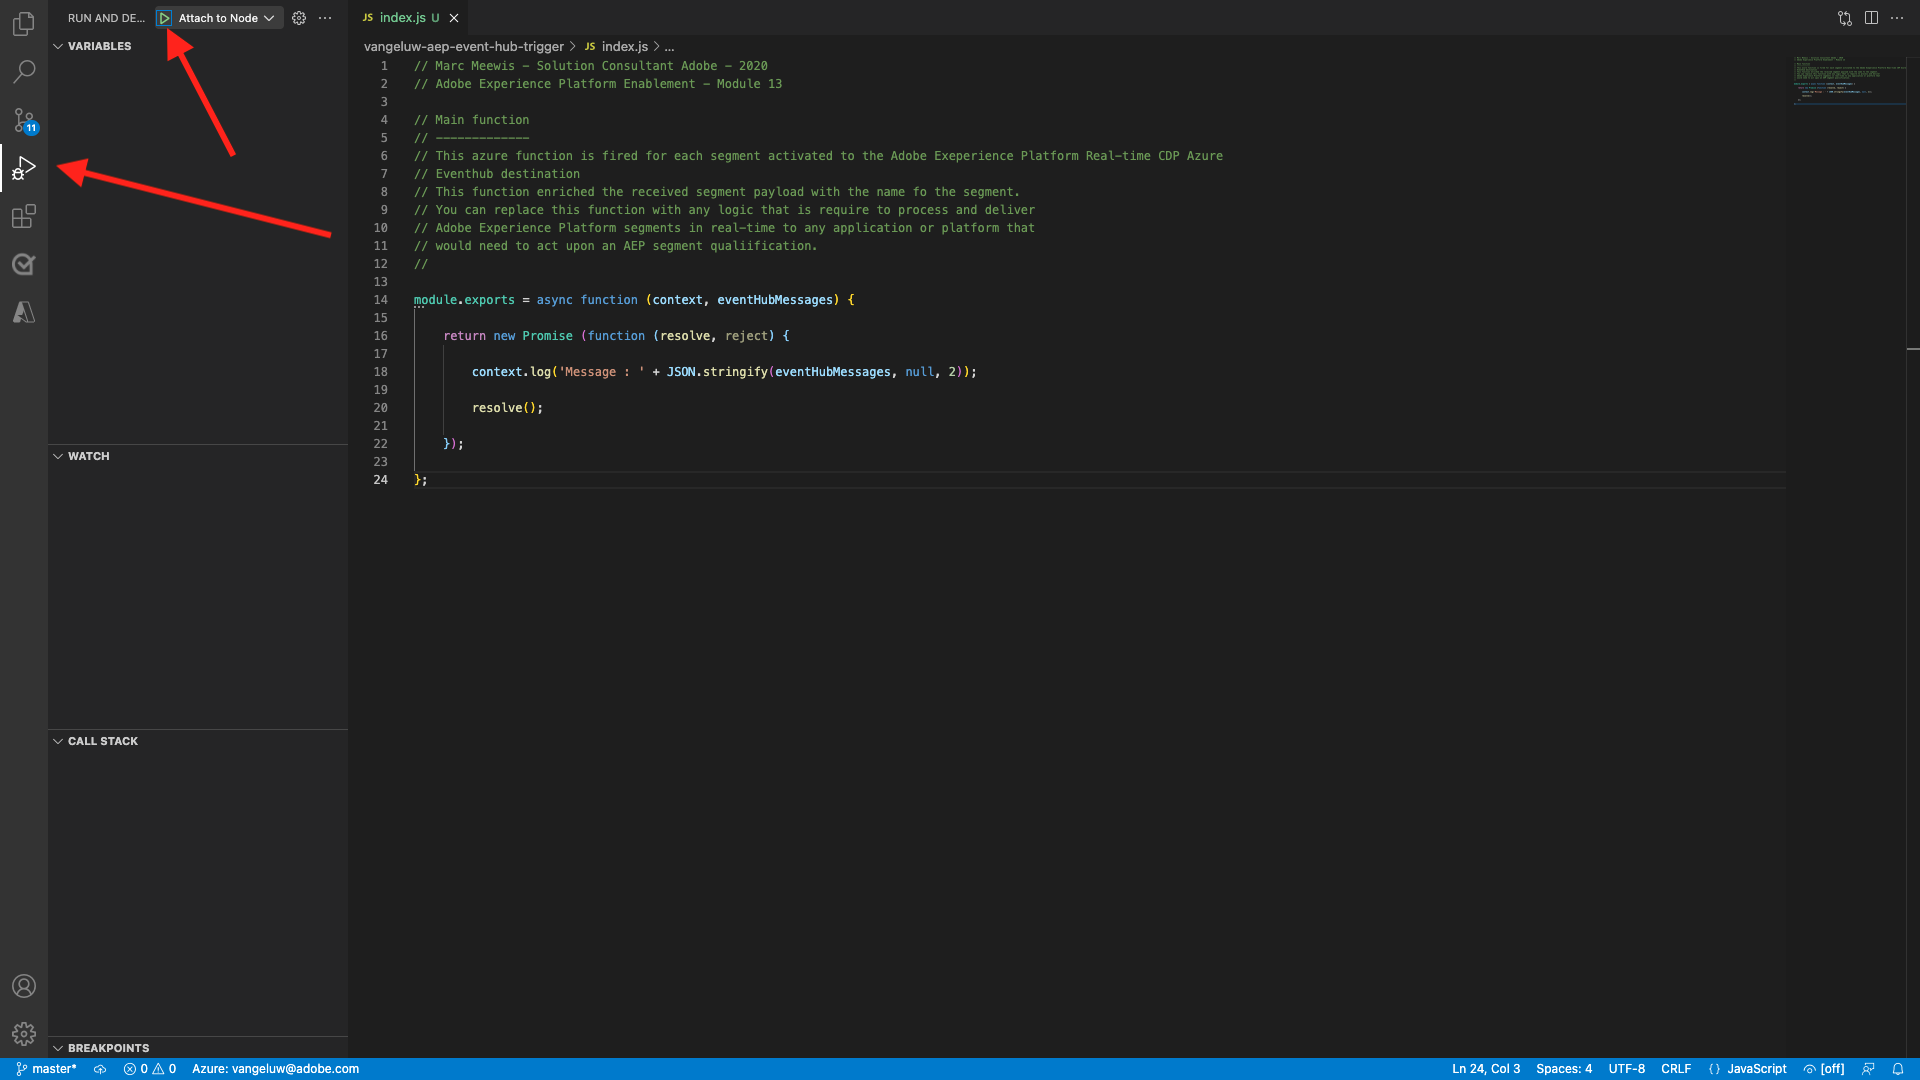 RUN AND DE...
Attach to Node
JS index.js U
VARIABLES
vangeluw-aep-event-hub-trigger > JS index.js > ...
1 // Marc Meewis - Solution Consultant Adobe - 2020
2 // Adobe Experience Platform Enablement - Module 13
3
4 // Main function
5 // -------------
6 // This azure function is fired for each segment activated to the Adobe Exeperience Platform Real-time CDP Azure
7 // Eventhub destination
8 // This function enriched the received segment payload with the name fo the segment.
9 // You can replace this function with any logic that is require to process and deliver
10 // Adobe Experience Platform segments in real-time to any application or platform that
11 // would need to act upon an AEP segment qualiification.
12 //
13
14 module.exports = async function (context, eventHubMessages) {
15
16 return new Promise (function (resolve, reject) {
17
18 context.log('Message : ' + JSON.stringify(eventHubMessages, null, 2));
19
20 resolve();
21
22 });
23
24 };
11
WATCH
CALL STACK
BREAKPOINTS
master* 0 0 Azure: vangeluw@adobe.com
Ln 24, Col 3 Spaces: 4 UTF-8 CRLF {} JavaScript [off]